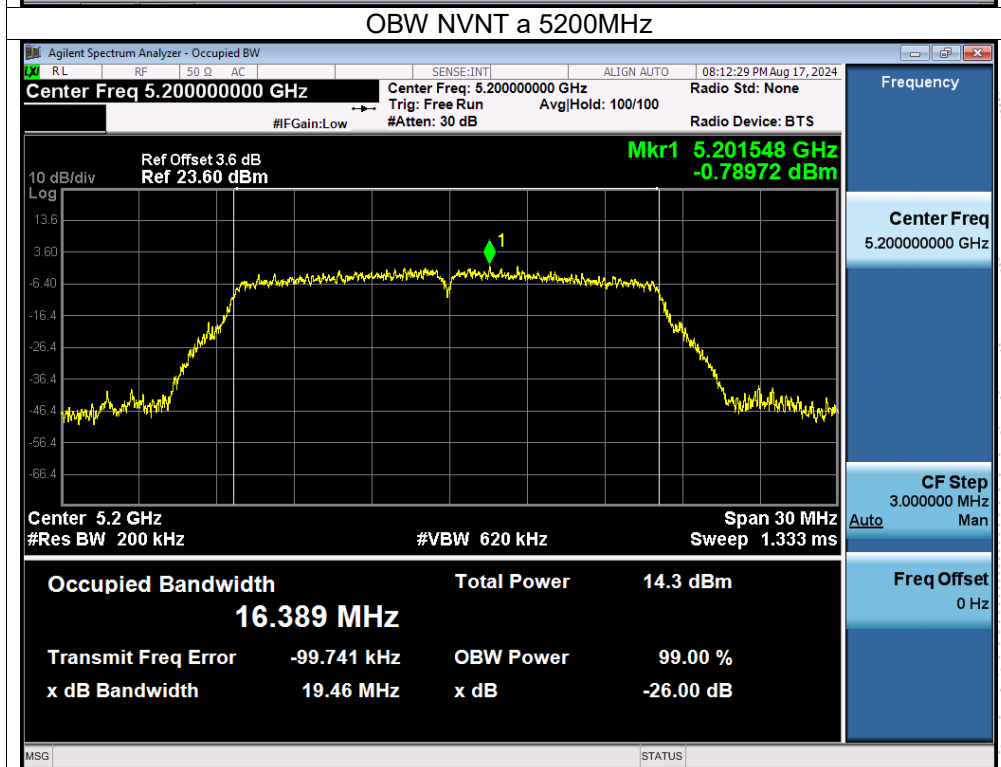 OBW NVNT a 5200MHz
Agilent Spectrum Analyzer - Occupied BW
LXI RL RF 50 Ω AC SENSE:INT ALIGN AUTO 08:12:29 PM Aug 17, 2024
Center Freq 5.200000000 GHz
#IFGain:Low
Center Freq: 5.200000000 GHz
Trig: Free Run Avg|Hold: 100/100
#Atten: 30 dB
Radio Std: None
Radio Device: BTS
Ref Offset 3.6 dB
10 dB/div Ref 23.60 dBm
Log
Mkr1 5.201548 GHz
-0.78972 dBm
13.6
3.60
-6.40
-16.4
-26.4
-36.4
-46.4
-56.4
-66.4
1
Center 5.2 GHz Span 30 MHz
#Res BW 200 kHz #VBW 620 kHz Sweep 1.333 ms
Occupied Bandwidth Total Power 14.3 dBm
16.389 MHz
Transmit Freq Error -99.741 kHz OBW Power 99.00 %
x dB Bandwidth 19.46 MHz x dB -26.00 dB
Frequency
Center Freq
5.200000000 GHz
CF Step
3.000000 MHz
Auto Man
Freq Offset
0 Hz
MSG STATUS